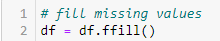 1 # fill missing values
2 df = df.ffill()